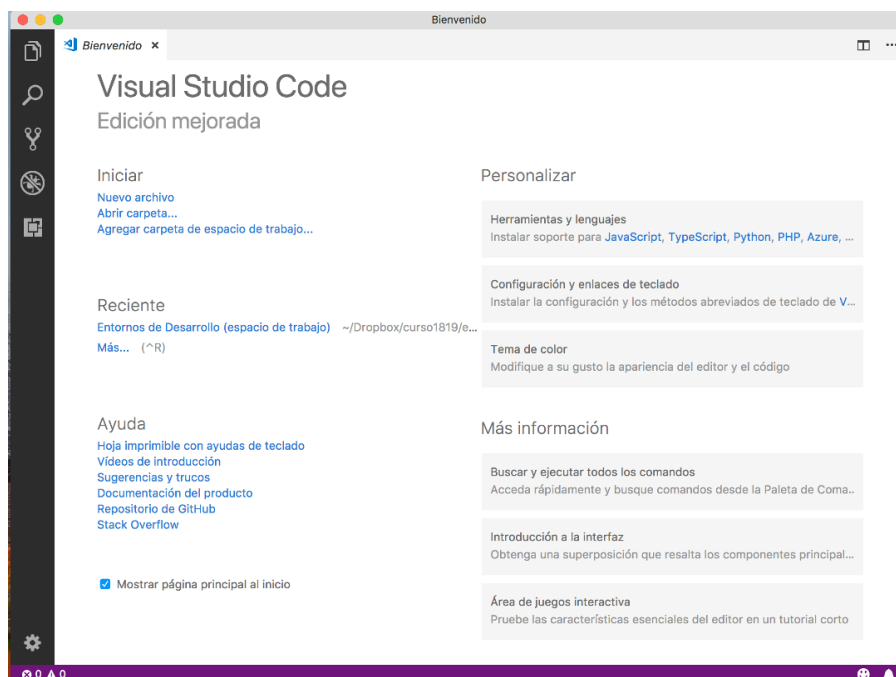 Bienvenido
Bienvenido ×
Visual Studio Code
Edición mejorada
Iniciar
Nuevo archivo
Abrir carpeta...
Agregar carpeta de espacio de trabajo...
Reciente
Entornos de Desarrollo (espacio de trabajo) ~/Dropbox/curso1819/e...
Más... (^R)
Ayuda
Hoja imprimible con ayudas de teclado
Vídeos de introducción
Sugerencias y trucos
Documentación del producto
Repositorio de GitHub
Stack Overflow
Mostrar página principal al inicio
Personalizar
Herramientas y lenguajes
Instalar soporte para JavaScript, TypeScript, Python, PHP, Azure, ...
Configuración y enlaces de teclado
Instalar la configuración y los métodos abreviados de teclado de V...
Tema de color
Modifique a su gusto la apariencia del editor y el código
Más información
Buscar y ejecutar todos los comandos
Acceda rápidamente y busque comandos desde la Paleta de Coma..
Introducción a la interfaz
Obtenga una superposición que resalta los componentes principal...
Área de juegos interactiva
Pruebe las características esenciales del editor en un tutorial corto
0 0